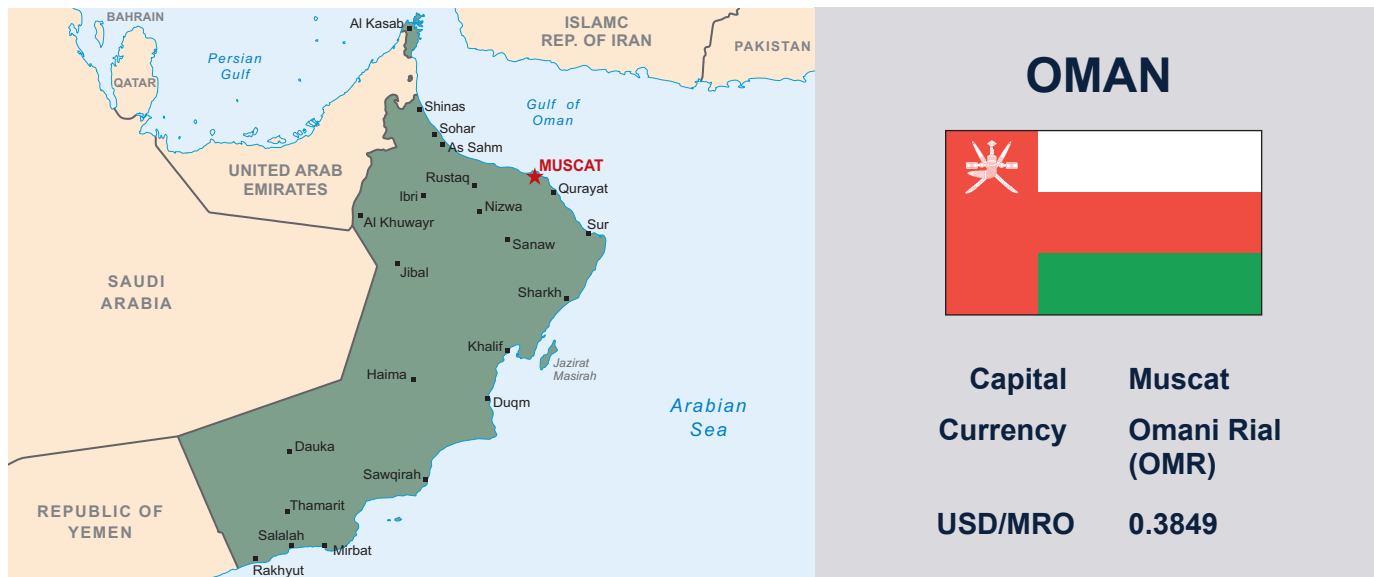 BAHRAIN
Al Kasab
ISLAMC
REP. OF IRAN
PAKISTAN
Persian
Gulf
QATAR
Shinas
Gulf of
Oman
Sohar
As Sahm
MUSCAT
UNITED ARAB
EMIRATES
Rustaq
Ibri
Qurayat
Nizwa
Al Khuwayr
Sur
Sanaw
Jibal
SAUDI
ARABIA
Sharkh
Khalif
Jazirat
Masirah
Haima
Duqm
Arabian
Sea
Dauka
Sawqirah
Thamarit
REPUBLIC OF
YEMEN
Salalah
Mirbat
Rakhyut
OMAN
Capital Muscat
Currency Omani Rial
(OMR)
USD/MRO 0.3849